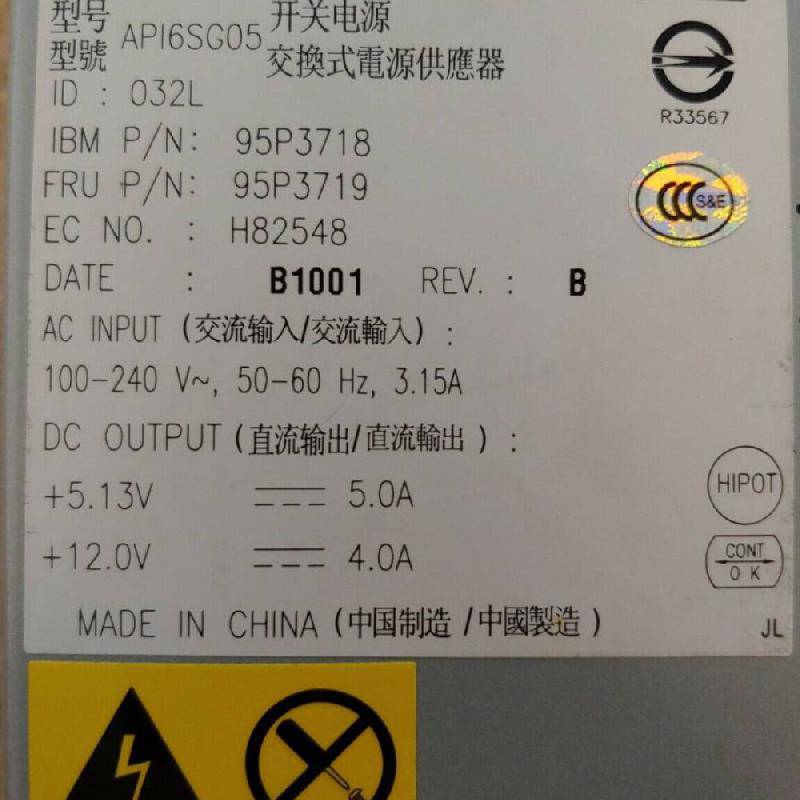 型号 API6SG05 开关电源
型號 交換式電源供應器
ID : 032L
R33567
IBM P/N: 95P3718
FRU P/N: 95P3719
CCC S&E
EC NO. : H82548
DATE : B1001 REV. : B
AC INPUT (交流输入/交流輸入) :
100-240 V~, 50-60 Hz, 3.15A
DC OUTPUT (直流输出/直流輸出) :
+5.13V 5.0A
HIPOT
+12.0V 4.0A
CONT
OK
MADE IN CHINA (中国制造 /中國製造 )
JL